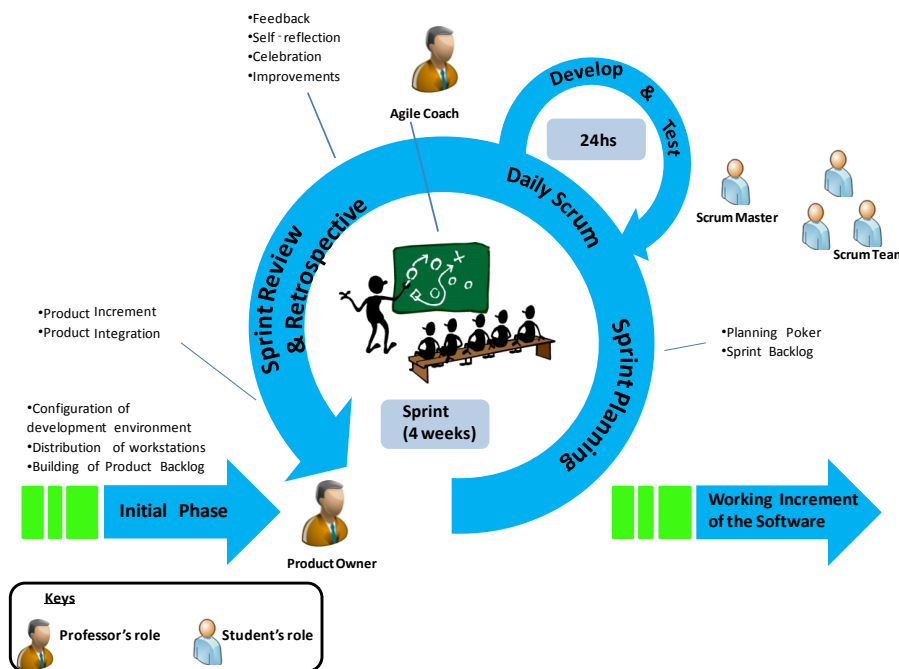 •Feedback
•Self-reflection
•Celebration
•Improvements
Agile Coach
Develop & Test
24hs
Scrum Master
Scrum Team
Daily Scrum
Sprint Review
& Retrospective
Sprint Planning
•Product Increment
•Product Integration
•Planning Poker
•Sprint Backlog
•Configuration of
development environment
•Distribution of workstations
•Building of Product Backlog
Sprint
(4 weeks)
Initial Phase
Product Owner
Working Increment
of the Software
Keys
Professor's role
Student's role